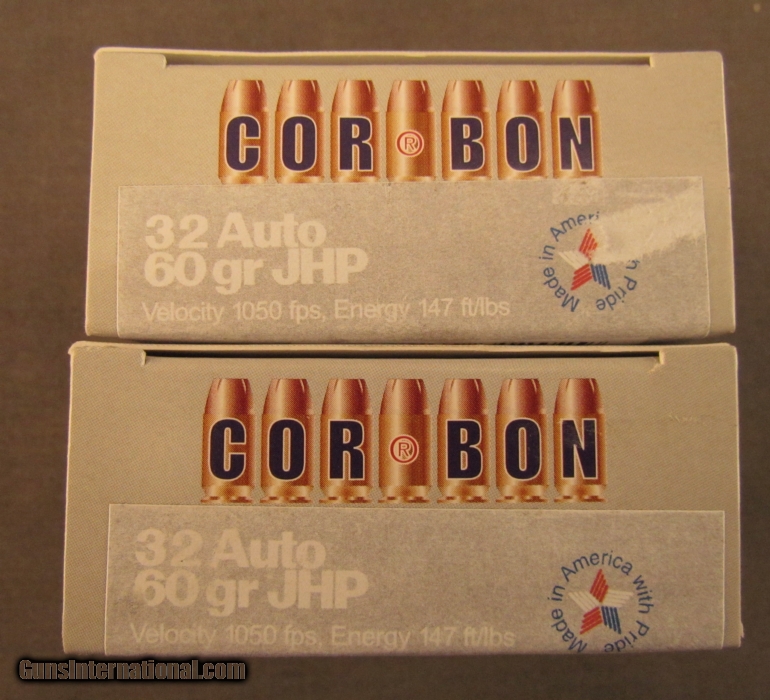 COR®BON
32 Auto
60 gr JHP
Velocity 1050 fps, Energy 147 ft/lbs
Made in Ameri h Pride
COR®BON
32 Auto
60 gr JHP
Velocity 1050 fps, Energy 147 ft/lbs
Made in America with Pride
GunsInternational.com